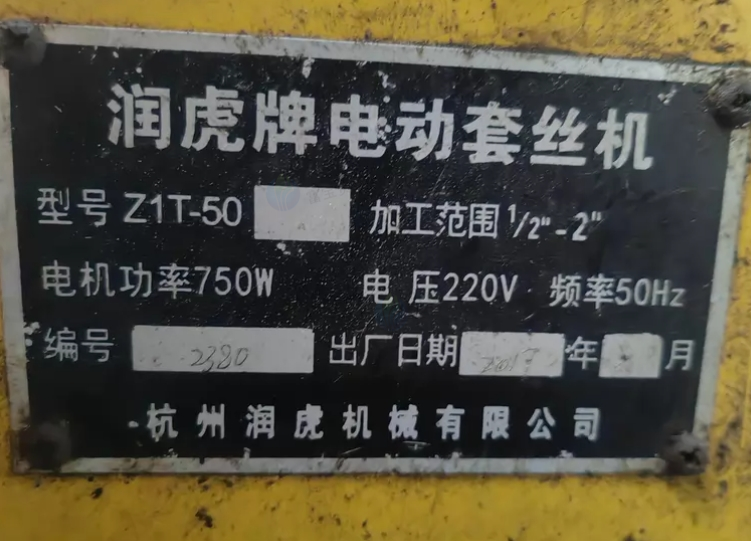 润虎牌电动套丝机
型号 Z1T-50 加工范围 1/2"-2"
电机功率750W 电压220V 频率50Hz
编号 2380 出厂日期 年 月
杭州润虎机械有限公司